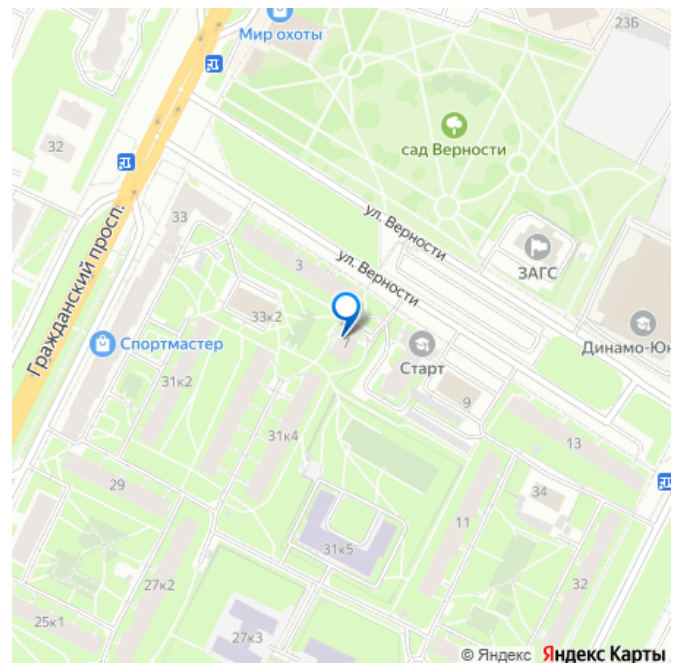 23Б
Мир охоты
сад Верности
32
33
ул. Верности
3
ул. Верности
ЗАГС
Гражданский просп.
33к2
7
Динамо-Юн
Спортмастер
Старт
31к2
9
31к4
13
29
34
11
31к5
27к2
32
25к1
27к3
© Яндекс Яндекс Карты